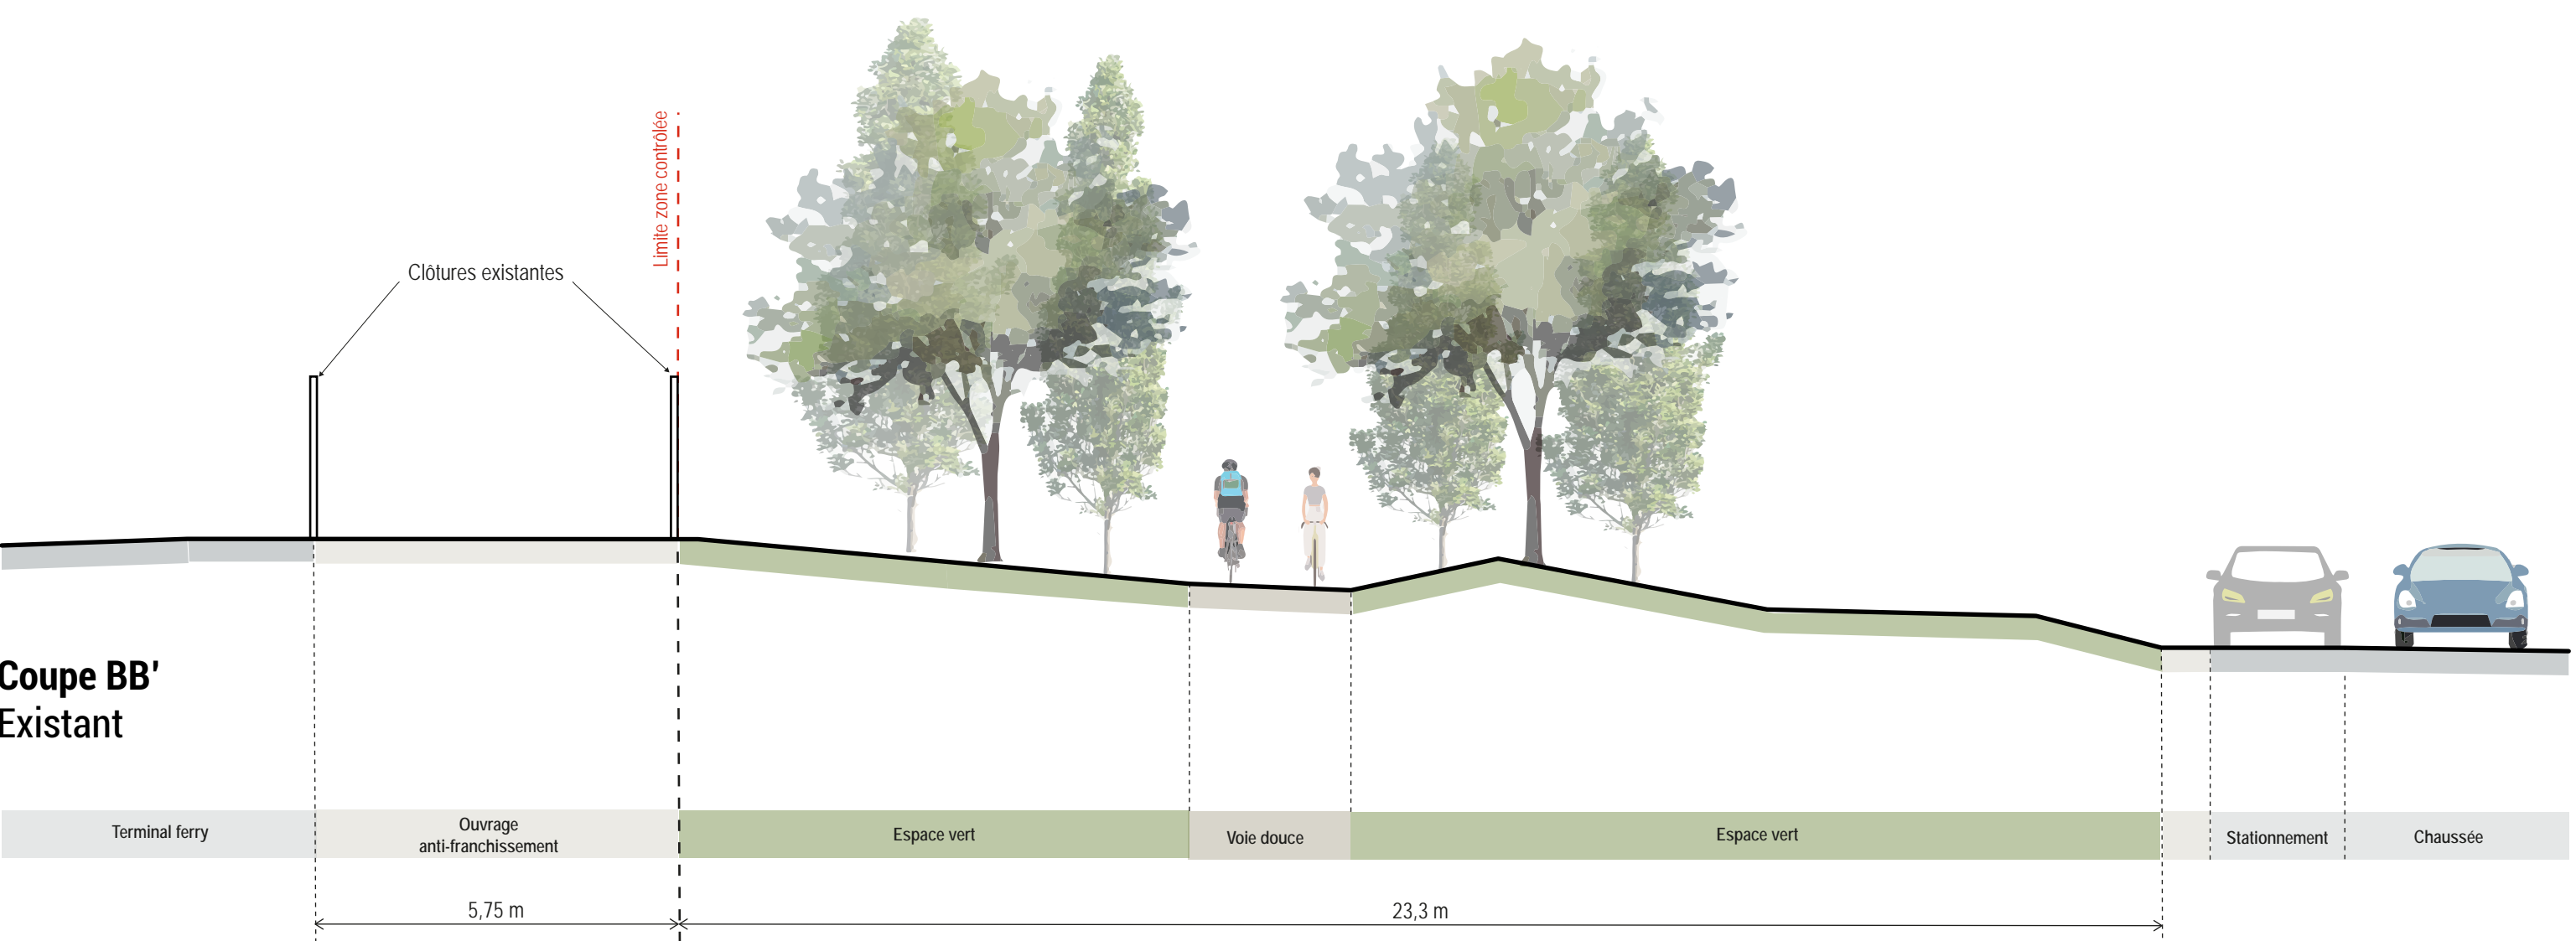 Limite zone contrôlée
Clôtures existantes
Coupe BB’
Existant
Terminal ferry
Ouvrage
anti-franchissement
Espace vert
Voie douce
Espace vert
Stationnement
Chaussée
5,75 m
23,3 m